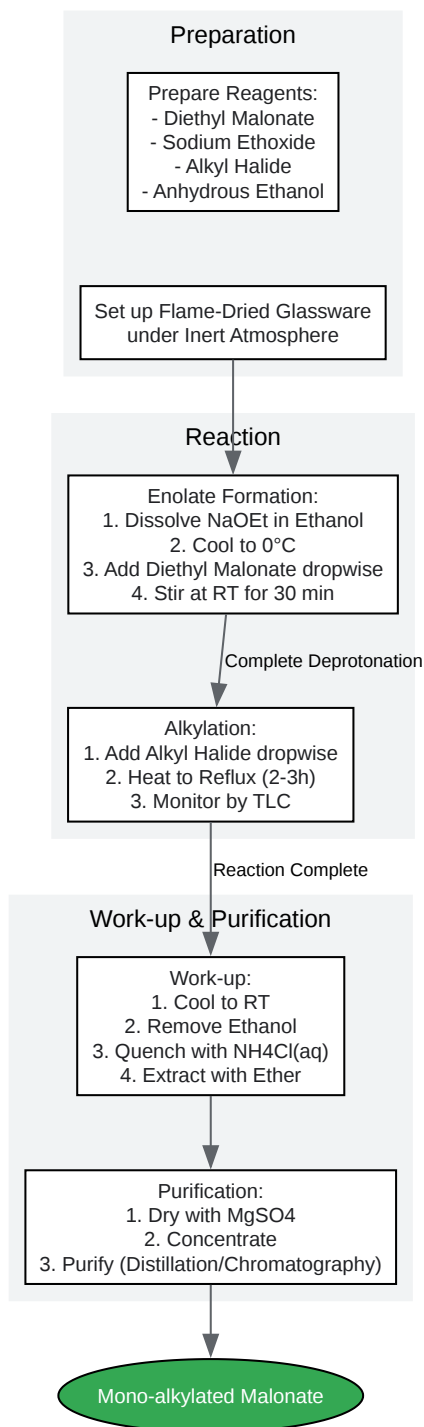 Preparation
Prepare Reagents:
- Diethyl Malonate
- Sodium Ethoxide
- Alkyl Halide
- Anhydrous Ethanol
Set up Flame-Dried Glassware
under Inert Atmosphere
Reaction
Enolate Formation:
1. Dissolve NaOEt in Ethanol
2. Cool to 0°C
3. Add Diethyl Malonate dropwise
4. Stir at RT for 30 min
Complete Deprotonation
Alkylation:
1. Add Alkyl Halide dropwise
2. Heat to Reflux (2-3h)
3. Monitor by TLC
Reaction Complete
Work-up & Purification
Work-up:
1. Cool to RT
2. Remove Ethanol
3. Quench with NH4Cl(aq)
4. Extract with Ether
Purification:
1. Dry with MgSO4
2. Concentrate
3. Purify (Distillation/Chromatography)
Mono-alkylated Malonate